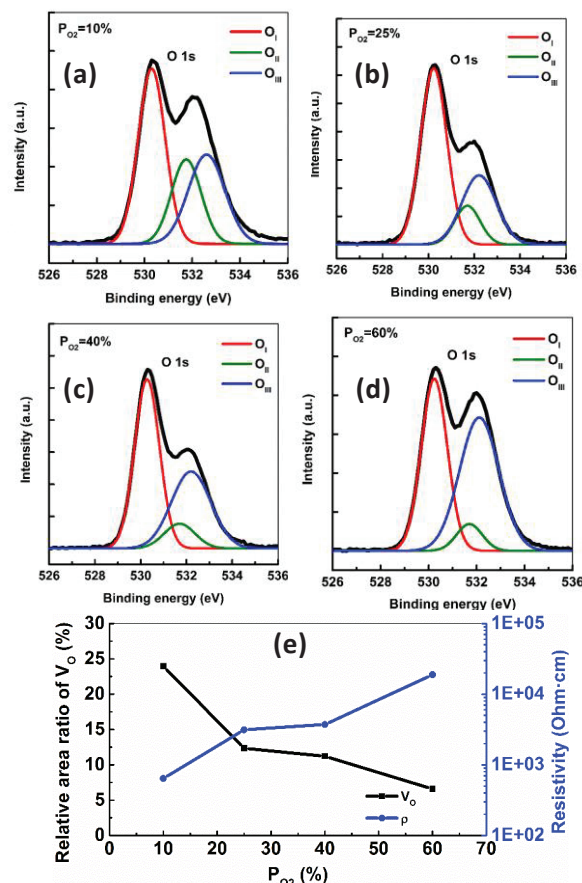 P_O2=10%
O 1s
O_I
O_II
O_III
(a)
Intensity (a.u.)
526 528 530 532 534 536
Binding energy (eV)
P_O2=25%
O 1s
O_I
O_II
O_III
(b)
Intensity (a.u.)
526 528 530 532 534 536
Binding energy (eV)
P_O2=40%
O 1s
O_I
O_II
O_III
(c)
Intensity (a.u.)
526 528 530 532 534 536
Binding energy (eV)
P_O2=60%
O 1s
O_I
O_II
O_III
(d)
Intensity (a.u.)
526 528 530 532 534 536
Binding energy (eV)
(e)
Relative area ratio of V_O (%)
30
25
20
15
10
5
0
1E+05
1E+04
1E+03
1E+02
Resistivity (Ohm·cm)
V_O
ρ
0 10 20 30 40 50 60 70
P_O2 (%)